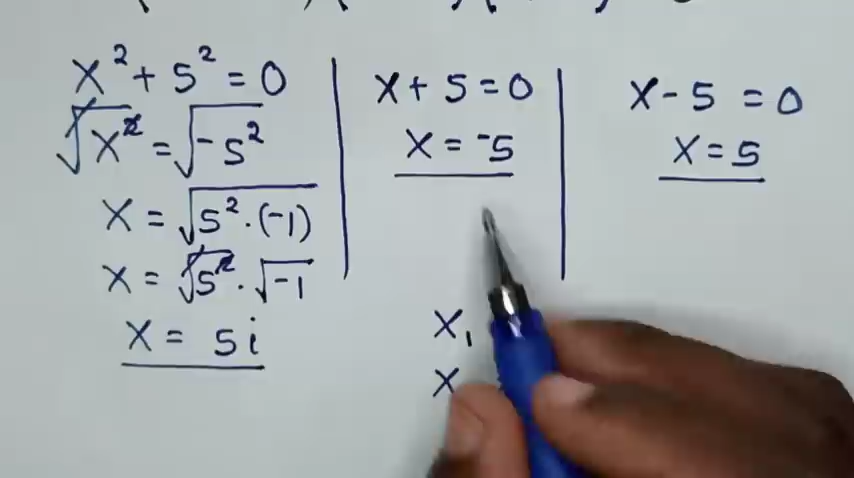 x² + 5² = 0
√x² = √-5²
x = √5² · (-1)
x = √5² · √-1
x = 5i
x + 5 = 0
x = -5
x - 5 = 0
x = 5
x₁
x